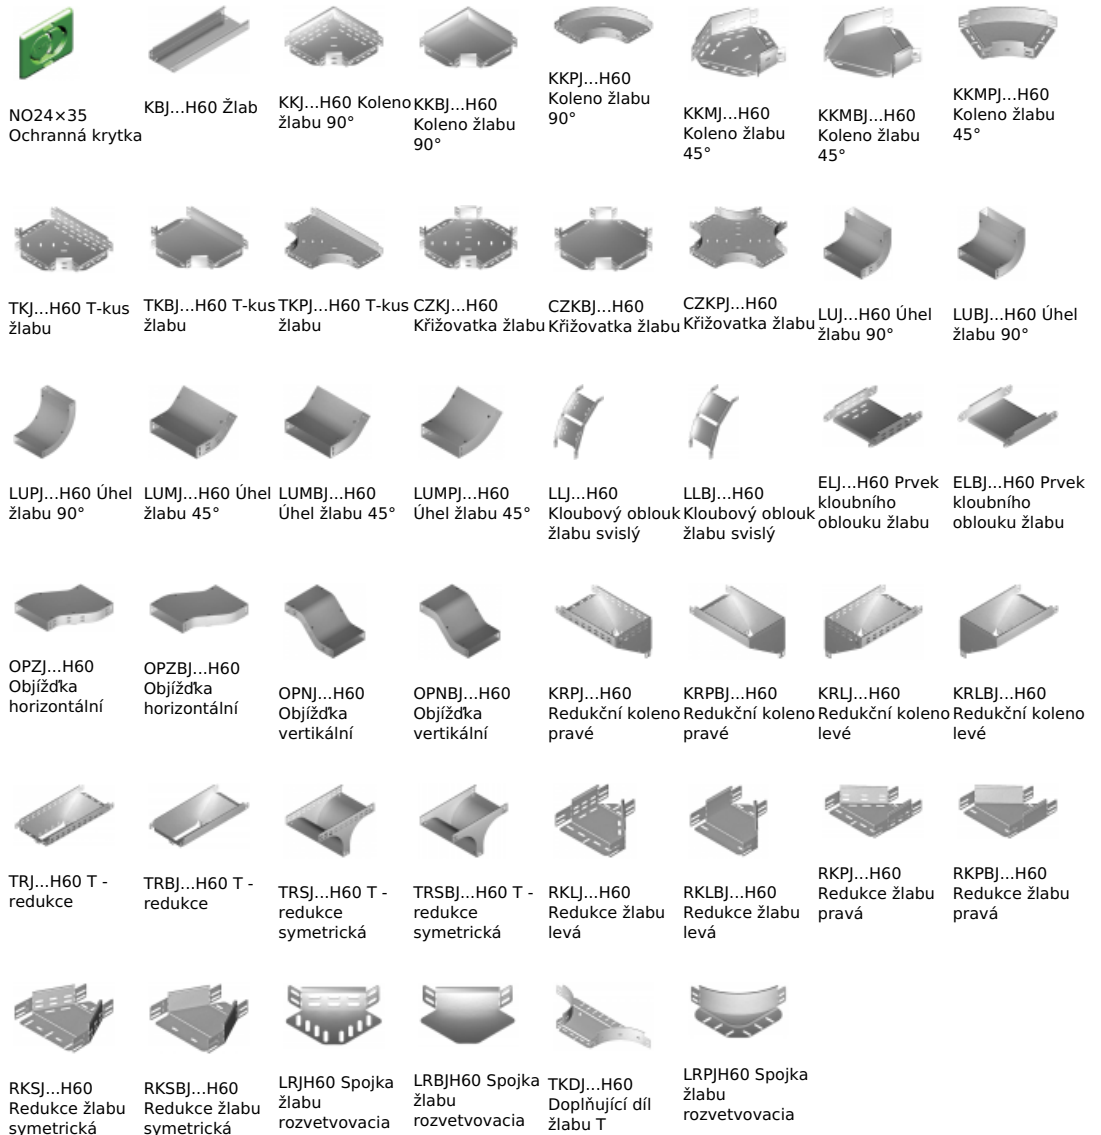 NO24×35
Ochranná krytka
KBJ...H60 Žlab
KKJ...H60 Koleno
žlabu 90°
KKBJ...H60
Koleno žlabu
90°
KKPJ...H60
Koleno žlabu
90°
KKMJ...H60
Koleno žlabu
45°
KKMBJ...H60
Koleno žlabu
45°
KKMPJ...H60
Koleno žlabu
45°
TKJ...H60 T-kus
žlabu
TKBJ...H60 T-kus
žlabu
TKPJ...H60 T-kus
žlabu
CZKJ...H60
Křižovatka žlabu
CZKBJ...H60
Křižovatka žlabu
CZKPJ...H60
Křižovatka žlabu
LUJ...H60 Úhel
žlabu 90°
LUBJ...H60 Úhel
žlabu 90°
LUPJ...H60 Úhel
žlabu 90°
LUMJ...H60 Úhel
žlabu 45°
LUMBJ...H60
Úhel žlabu 45°
LUMPJ...H60
Úhel žlabu 45°
LLJ...H60
Kloubový oblouk
žlabu svislý
LLBJ...H60
Kloubový oblouk
žlabu svislý
ELJ...H60 Prvek
kloubního
oblouku žlabu
ELBJ...H60 Prvek
kloubního
oblouku žlabu
OPZJ...H60
Objížďka
horizontální
OPZBJ...H60
Objížďka
horizontální
OPNJ...H60
Objížďka
vertikální
OPNBJ...H60
Objížďka
vertikální
KRPJ...H60
Redukční koleno
pravé
KRPBJ...H60
Redukční koleno
pravé
KRLJ...H60
Redukční koleno
levé
KRLBJ...H60
Redukční koleno
levé
TRJ...H60 T -
redukce
TRBJ...H60 T -
redukce
TRSJ...H60 T -
redukce
symetrická
TRSBJ...H60 T -
redukce
symetrická
RKLJ...H60
Redukce žlabu
levá
RKLBJ...H60
Redukce žlabu
levá
RKPJ...H60
Redukce žlabu
pravá
RKPBJ...H60
Redukce žlabu
pravá
RKSJ...H60
Redukce žlabu
symetrická
RKSBJ...H60
Redukce žlabu
symetrická
LRJH60 Spojka
žlabu
rozvetvovacia
LRBJH60 Spojka
žlabu
rozvetvovacia
TKDJ...H60
Doplňující díl
žlabu T
LRPJH60 Spojka
žlabu
rozvetvovacia